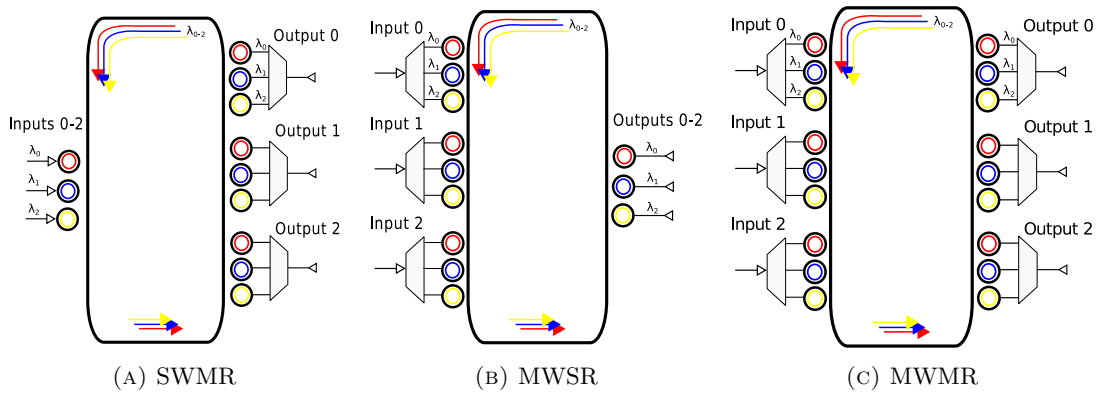 λ0-2
Output 0
λ0
λ1
λ2
Inputs 0-2
λ0
λ1
λ2
Output 1
Output 2
(A) SWMR
Input 0
λ0
λ1
λ2
λ0-2
Input 1
Input 2
Outputs 0-2
λ0
λ1
λ2
(B) MWSR
Input 0
λ0
λ1
λ2
λ0-2
Output 0
λ0
λ1
λ2
Input 1
Output 1
Input 2
Output 2
(C) MWMR